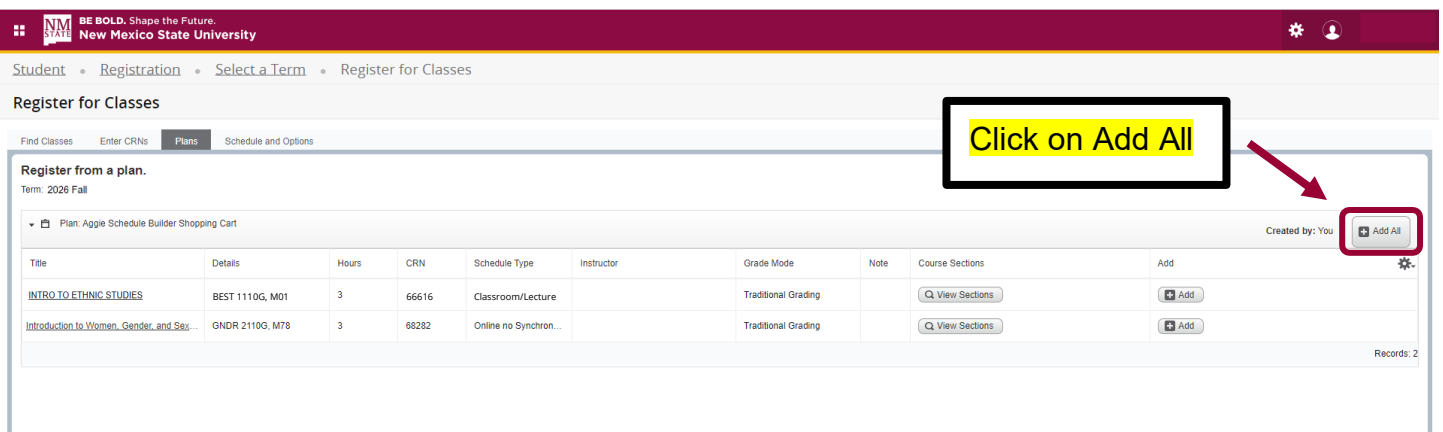 NM STATE
BE BOLD. Shape the Future.
New Mexico State University
Student • Registration • Select a Term • Register for Classes
Register for Classes
Find Classes Enter CRNs Plans Schedule and Options
Click on Add All
Register from a plan.
Term: 2026 Fall
Plan: Aggie Schedule Builder Shopping Cart Created by: You Add All
Title Details Hours CRN Schedule Type Instructor Grade Mode Note Course Sections Add
INTRO TO ETHNIC STUDIES BEST 1110G, M01 3 66616 Classroom/Lecture Traditional Grading View Sections Add
Introduction to Women, Gender, and Sex... GNDR 2110G, M78 3 68282 Online no Synchron... Traditional Grading View Sections Add
Records: 2